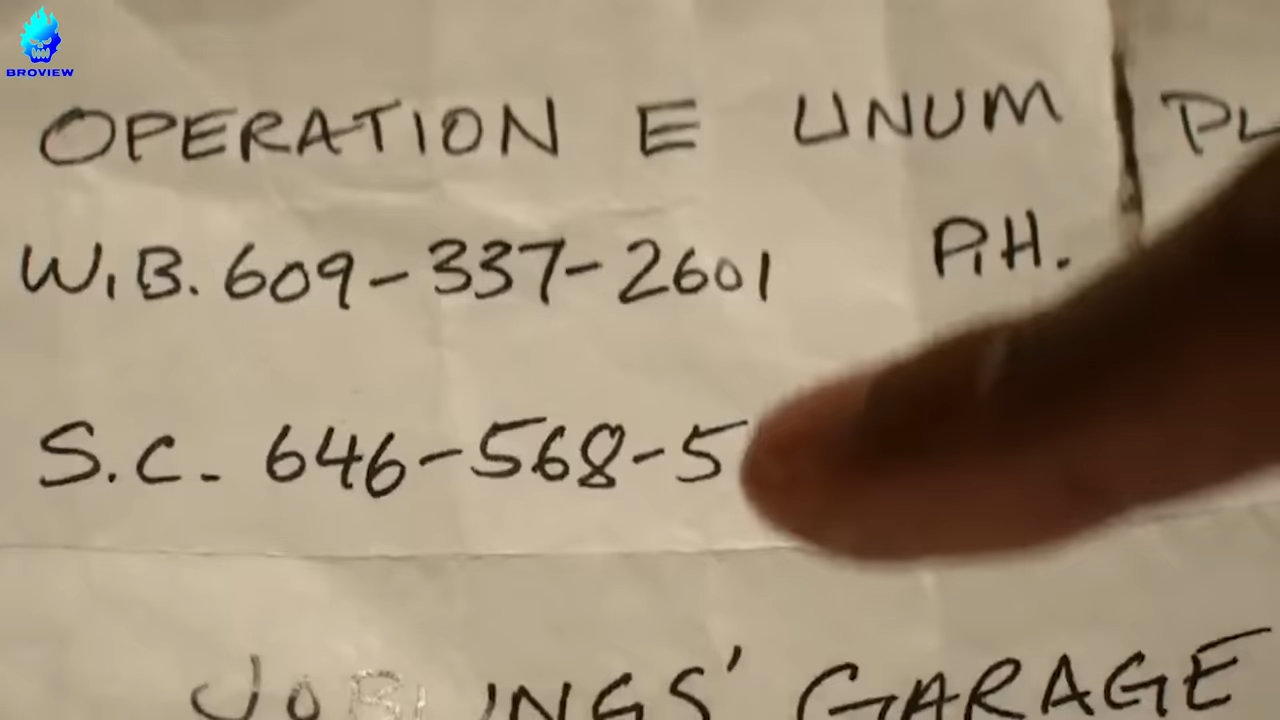 BROVIEW
OPERATION E UNUM
W.B. 609-337-2601 P.H.
S.C. 646-568-5
GARAGE